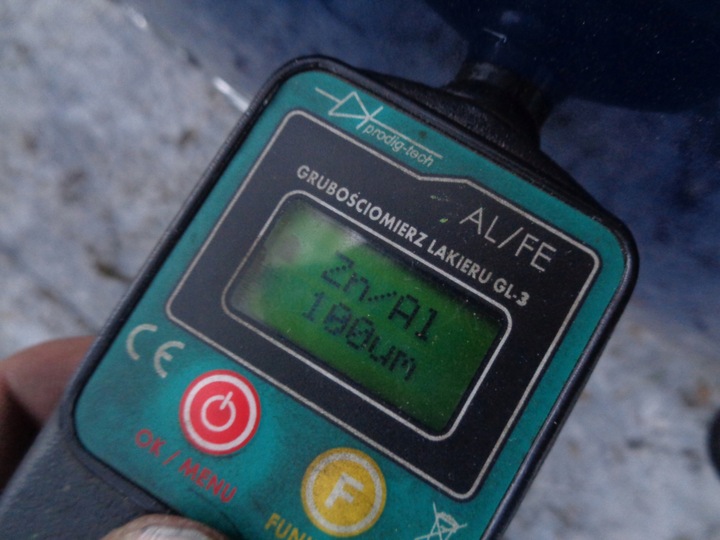 prodig-tech
AL/FE
GRUBOŚCIOMIERZ LAKIERU GL-3
Zn/Al
100um
CE
OK / MENU
F